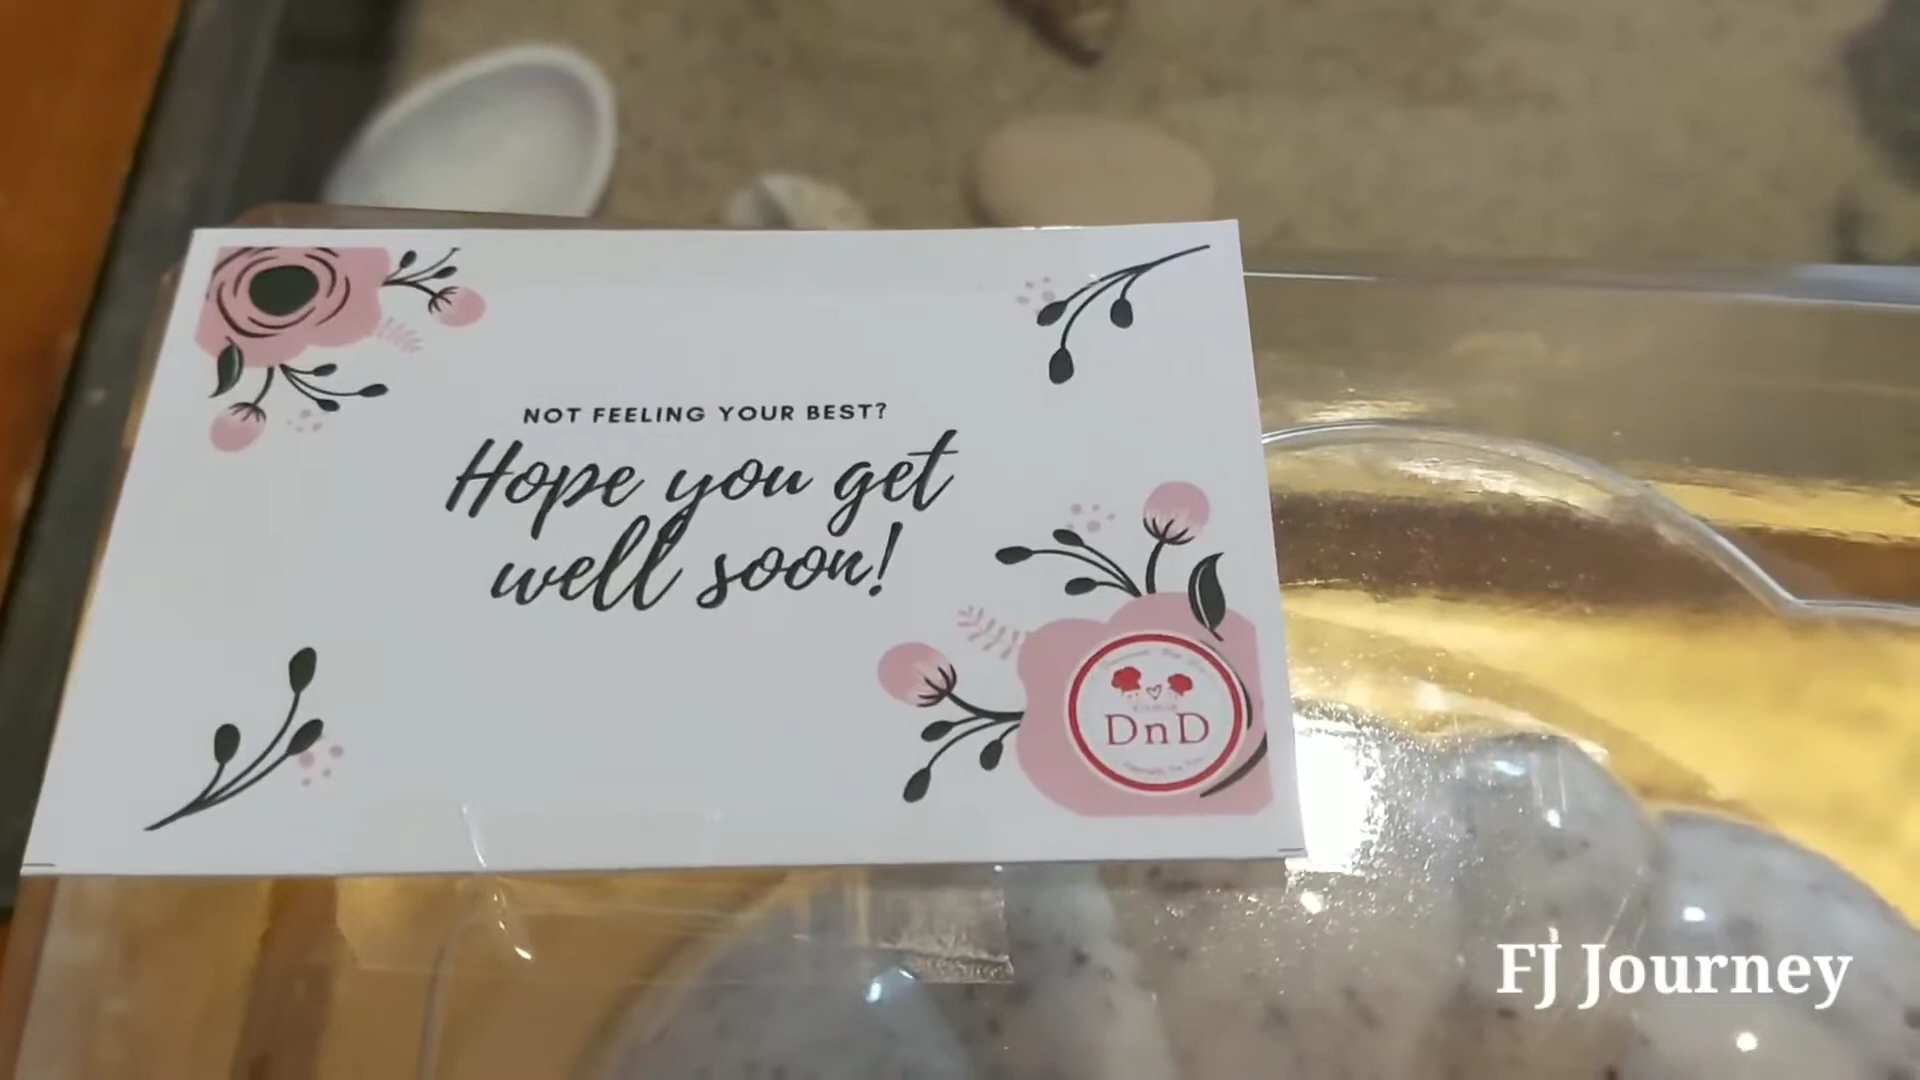 NOT FEELING YOUR BEST?
Hope you get
well soon!
DnD
FJ Journey